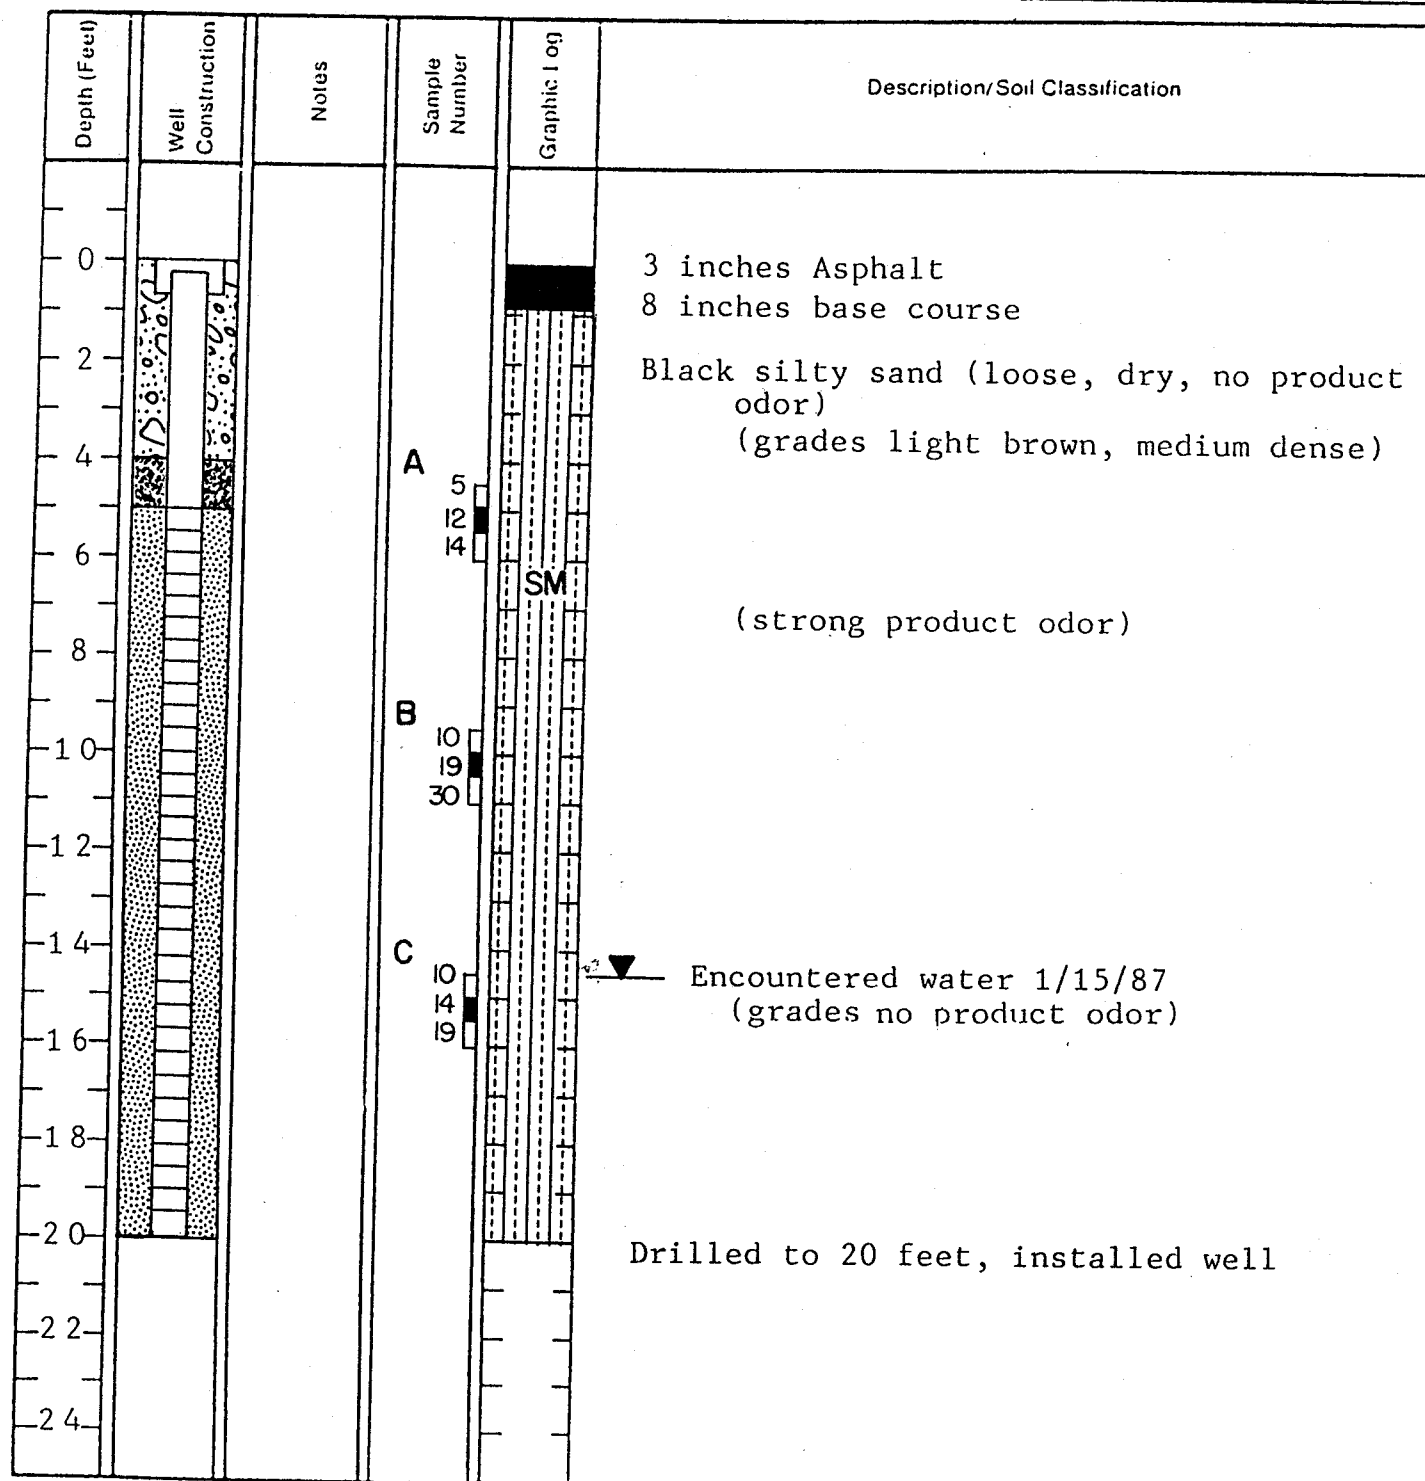 Depth (Feet)
Well
Construction
Notes
Sample
Number
Graphic Log
Description/Soil Classification
0
3 inches Asphalt
8 inches base course
2
Black silty sand (loose, dry, no product
odor)
(grades light brown, medium dense)
4
A
5
12
14
6
SM
(strong product odor)
8
B
10
10
19
30
12
14
C
10
Encountered water 1/15/87
14
(grades no product odor)
19
16
18
20
Drilled to 20 feet, installed well
22
24